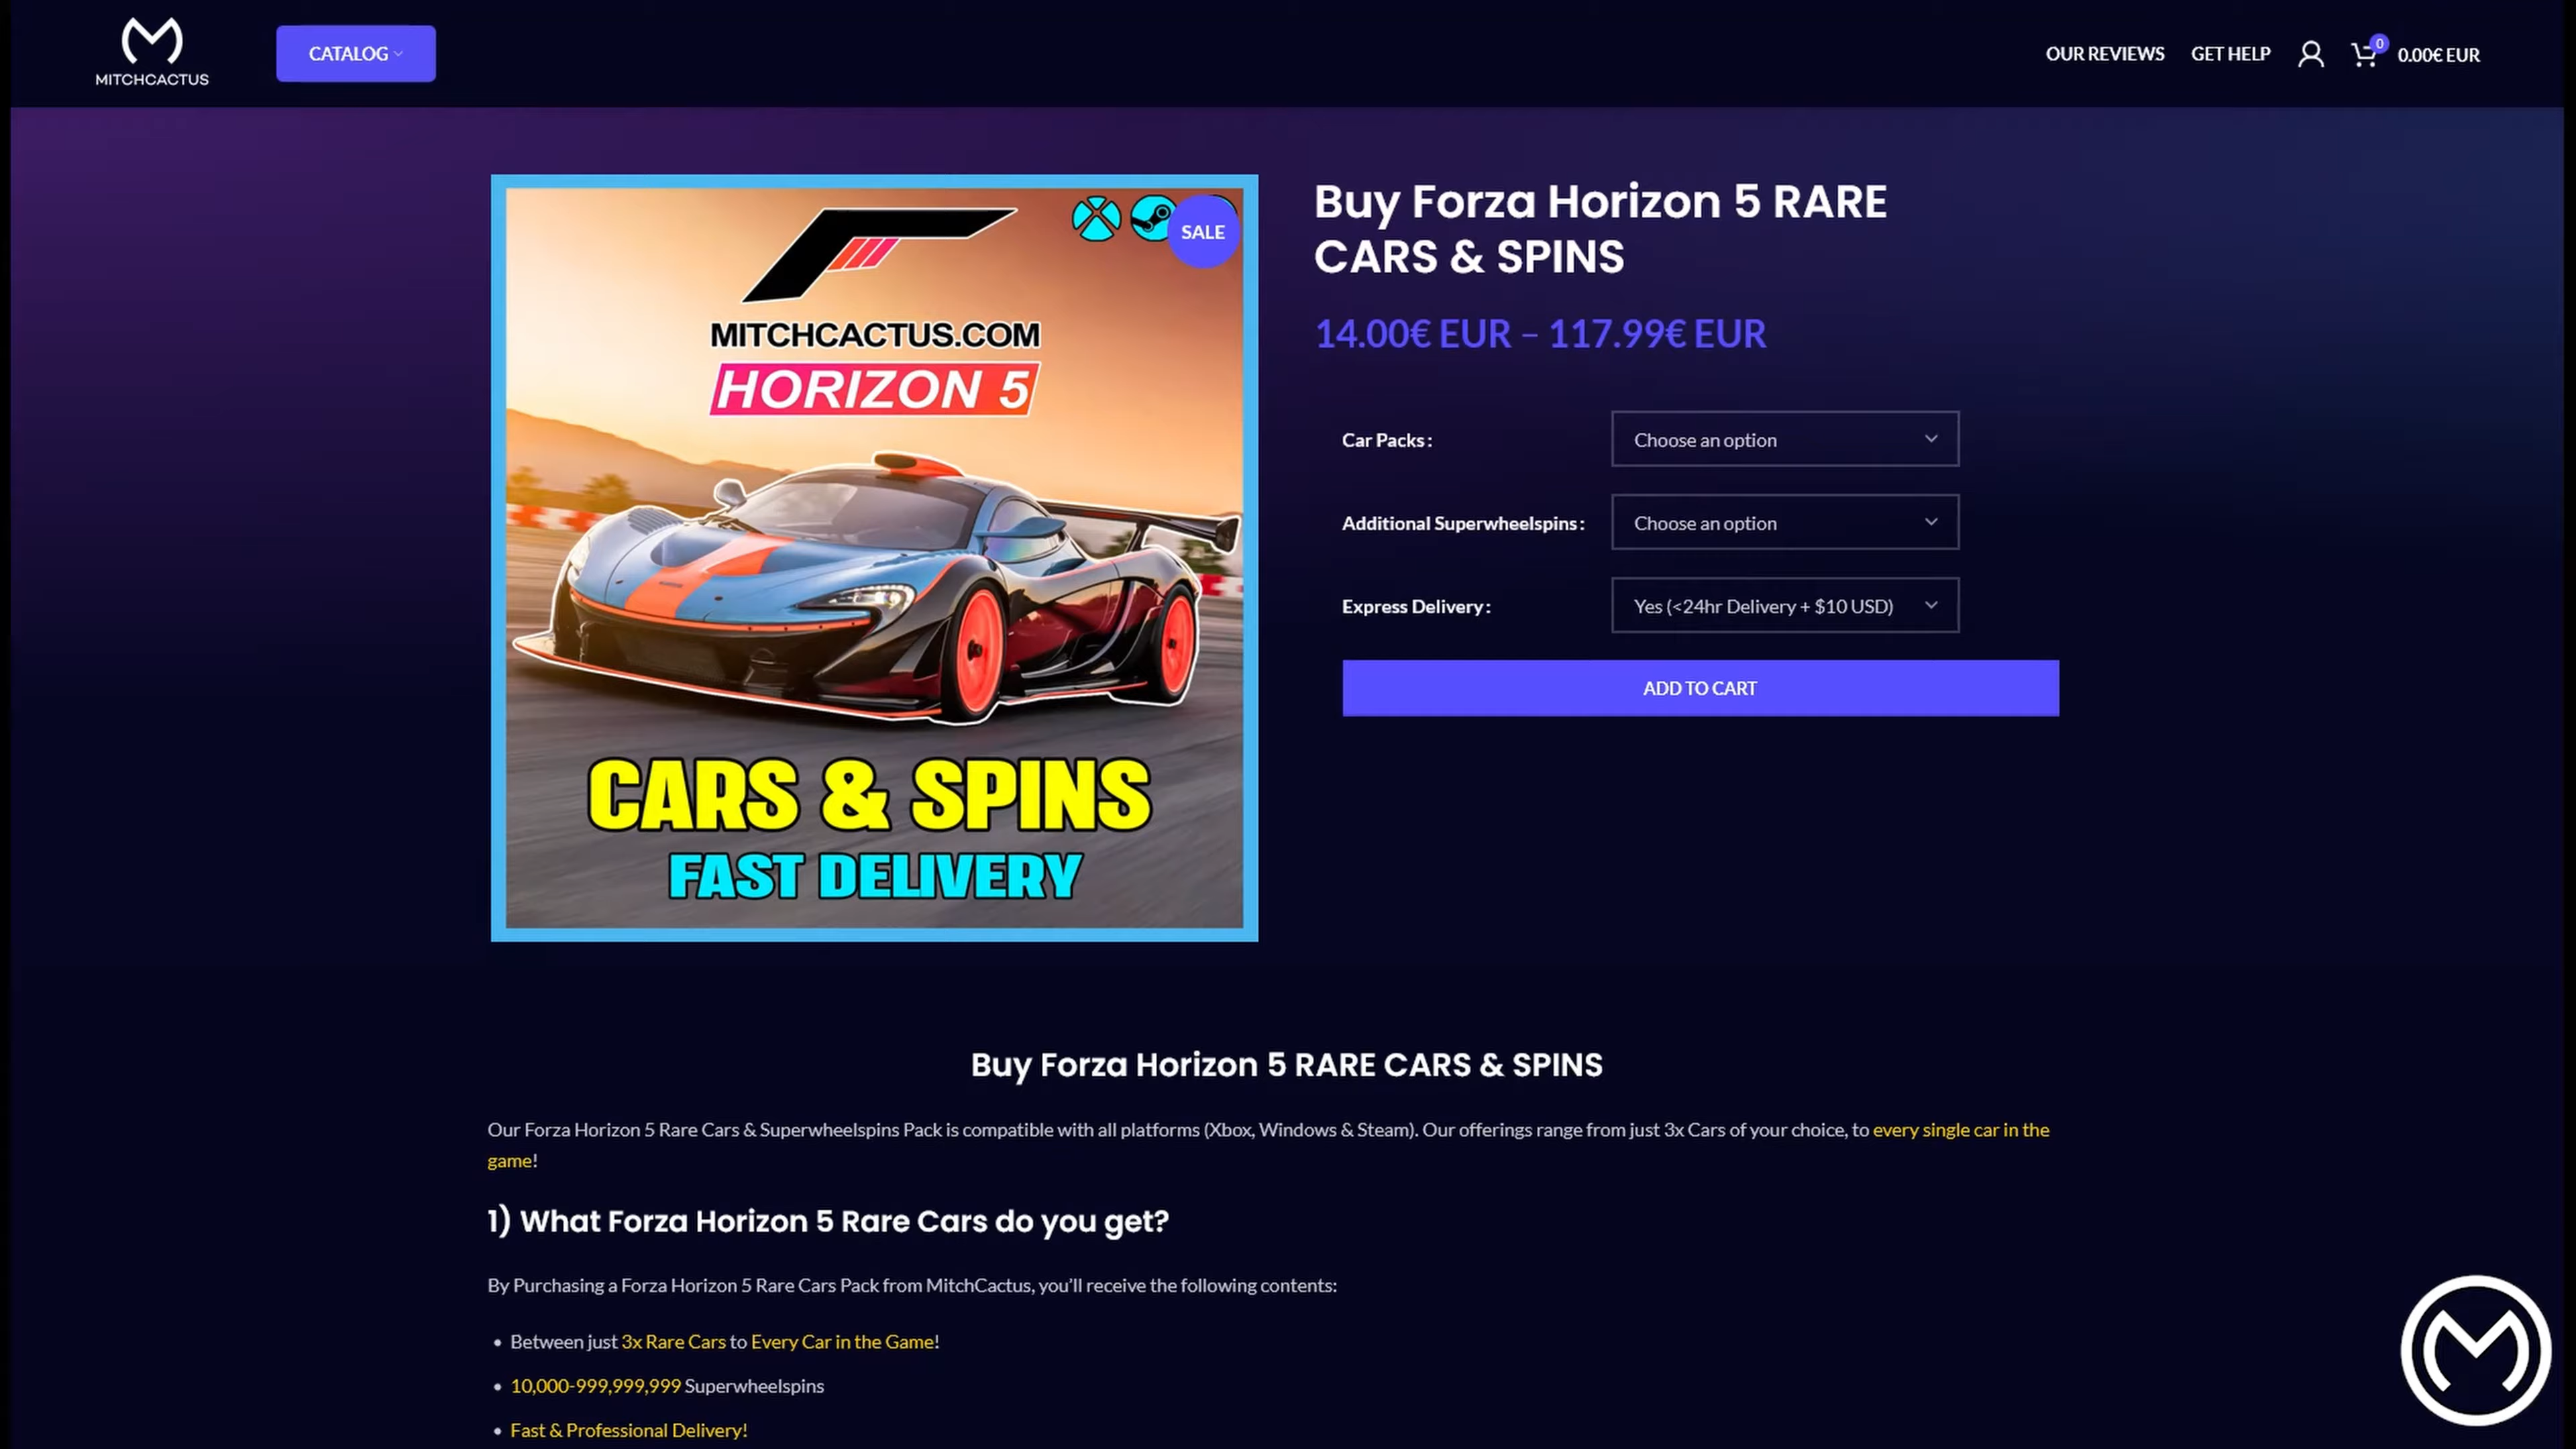 MITCHCACTUS
CATALOG
OUR REVIEWS
GET HELP
0
0.00€ EUR
SALE
MITCHCACTUS.COM
HORIZON 5
CARS & SPINS
FAST DELIVERY
Buy Forza Horizon 5 RARE
CARS & SPINS
14.00€ EUR – 117.99€ EUR
Car Packs :
Choose an option
Additional Superwheelspins :
Choose an option
Express Delivery :
Yes (<24hr Delivery + $10 USD)
ADD TO CART
Buy Forza Horizon 5 RARE CARS & SPINS
Our Forza Horizon 5 Rare Cars & Superwheelspins Pack is compatible with all platforms (Xbox, Windows & Steam). Our offerings range from just 3x Cars of your choice, to every single car in the
game!
1) What Forza Horizon 5 Rare Cars do you get?
By Purchasing a Forza Horizon 5 Rare Cars Pack from MitchCactus, you’ll receive the following contents:
• Between just 3x Rare Cars to Every Car in the Game!
• 10,000-999,999,999 Superwheelspins
• Fast & Professional Delivery!